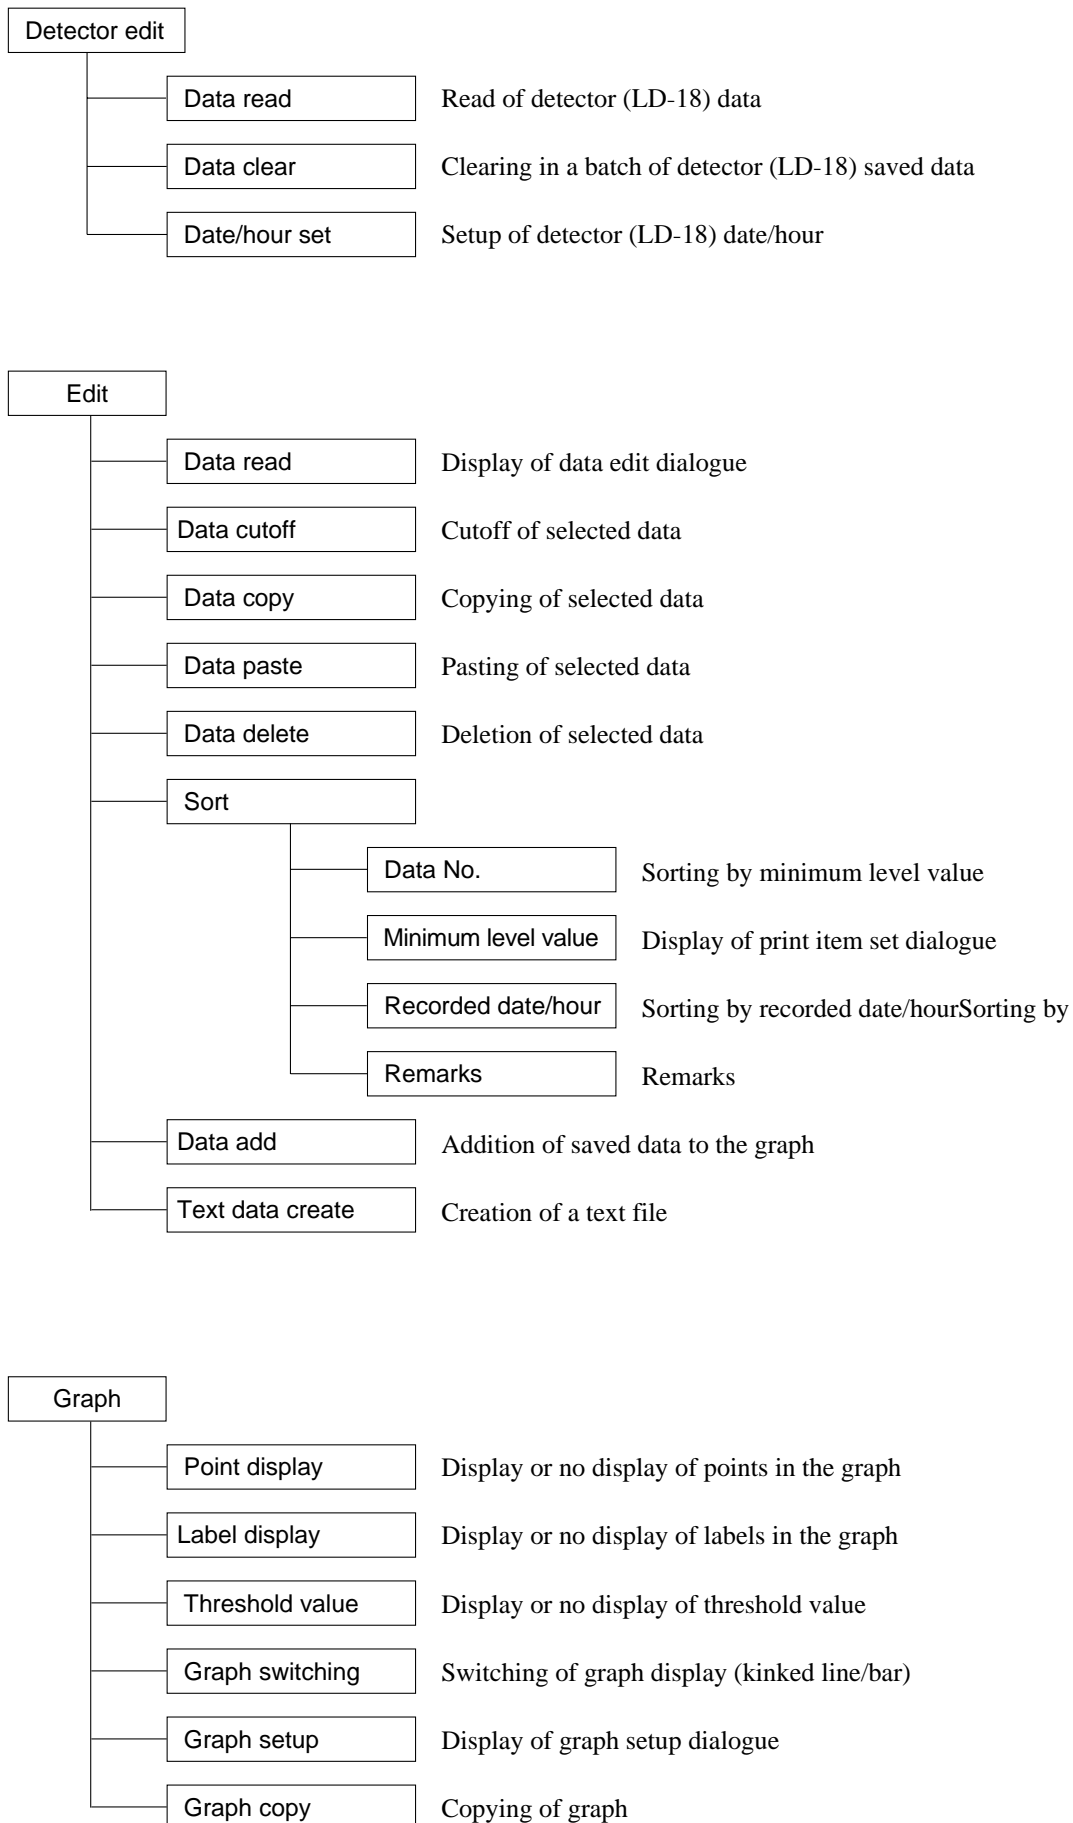 Detector edit
Data read Read of detector (LD-18) data
Data clear Clearing in a batch of detector (LD-18) saved data
Date/hour set Setup of detector (LD-18) date/hour
Edit
Data read Display of data edit dialogue
Data cutoff Cutoff of selected data
Data copy Copying of selected data
Data paste Pasting of selected data
Data delete Deletion of selected data
Sort
Data No. Sorting by minimum level value
Minimum level value Display of print item set dialogue
Recorded date/hour Sorting by recorded date/hourSorting by
Remarks Remarks
Data add Addition of saved data to the graph
Text data create Creation of a text file
Graph
Point display Display or no display of points in the graph
Label display Display or no display of labels in the graph
Threshold value Display or no display of threshold value
Graph switching Switching of graph display (kinked line/bar)
Graph setup Display of graph setup dialogue
Graph copy Copying of graph